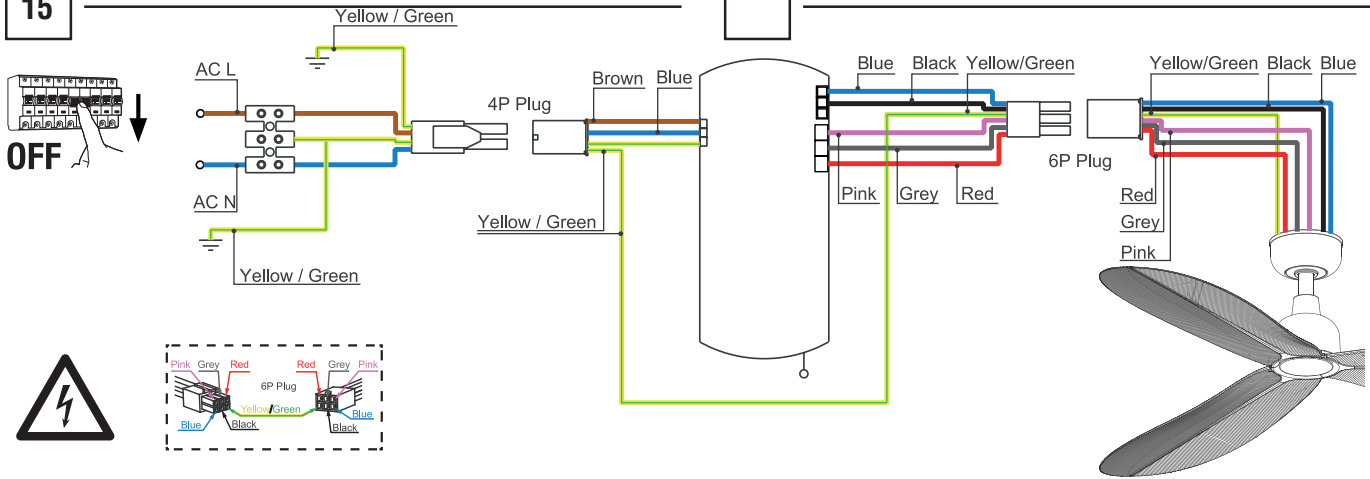 15
OFF
AC L
AC N
Yellow / Green
Yellow / Green
4P Plug
Brown
Blue
Yellow / Green
Blue
Black
Yellow/Green
Pink
Grey
Red
6P Plug
Yellow/Green
Black
Blue
Red
Grey
Pink
Pink
Grey
Red
Red
Grey
Pink
6P Plug
Yellow/Green
Blue
Black
Blue
Black